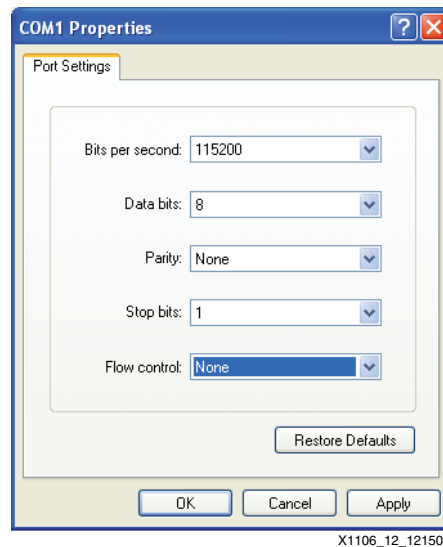 COM1 Properties
Port Settings
Bits per second: 115200
Data bits: 8
Parity: None
Stop bits: 1
Flow control: None
Restore Defaults
OK Cancel Apply
X1106_12_12150